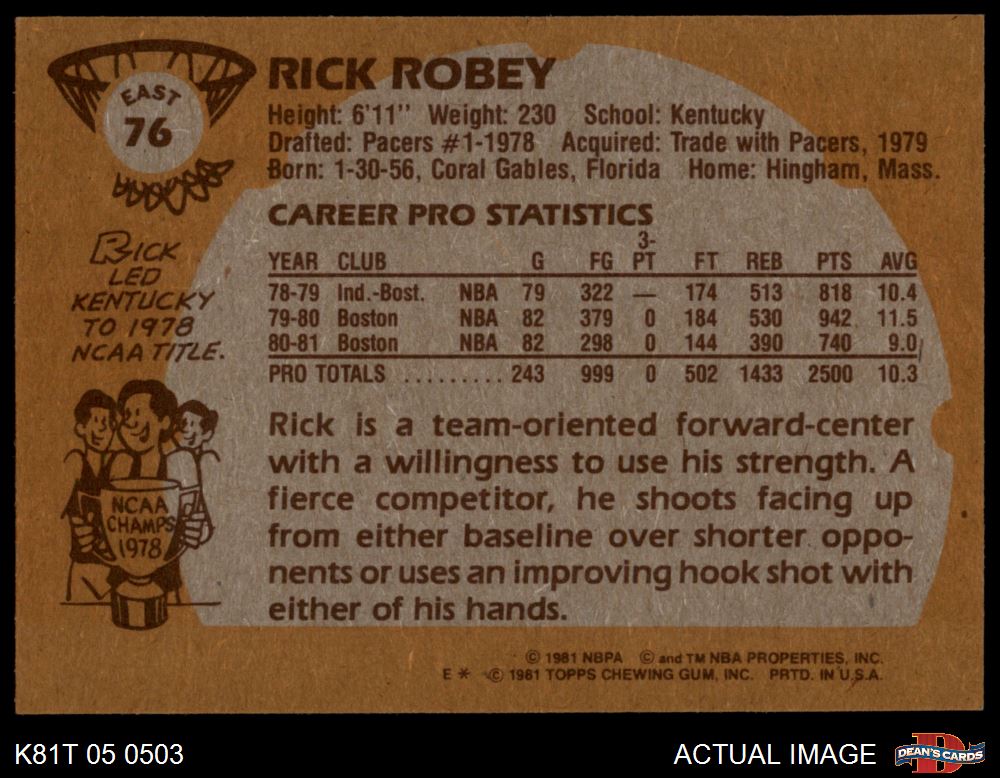 EAST
76
RICK ROBEY
Height: 6'11" Weight: 230 School: Kentucky
Drafted: Pacers #1-1978 Acquired: Trade with Pacers, 1979
Born: 1-30-56, Coral Gables, Florida Home: Hingham, Mass.
RICK
LED
KENTUCKY
TO 1978
NCAA TITLE.
NCAA
CHAMPS
1978
CAREER PRO STATISTICS
YEAR CLUB G FG 3-PT FT REB PTS AVG
78-79 Ind.-Bost. NBA 79 322 — 174 513 818 10.4
79-80 Boston NBA 82 379 0 184 530 942 11.5
80-81 Boston NBA 82 298 0 144 390 740 9.0
PRO TOTALS .......... 243 999 0 502 1433 2500 10.3
Rick is a team-oriented forward-center
with a willingness to use his strength. A
fierce competitor, he shoots facing up
from either baseline over shorter oppo-
nents or uses an improving hook shot with
either of his hands.
© 1981 NBPA © and TM NBA PROPERTIES, INC.
E * © 1981 TOPPS CHEWING GUM, INC. PRTD. IN U.S.A.
K81T 05 0503
ACTUAL IMAGE
D
DEAN'S CARDS